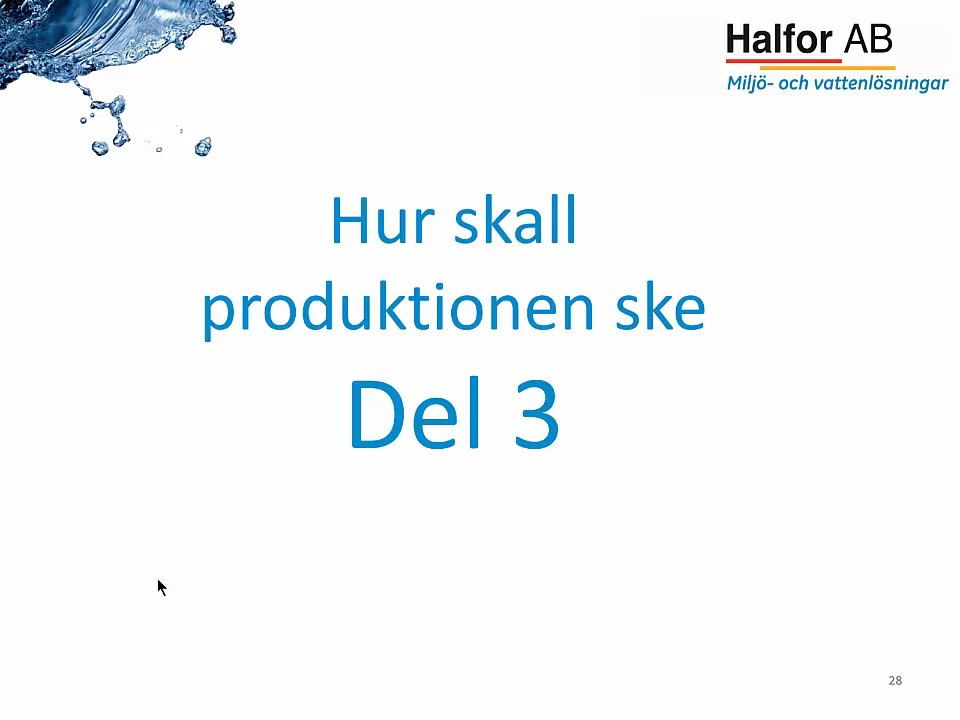 Halfor AB
Miljö- och vattenlösningar
Hur skall
produktionen ske
Del 3
28